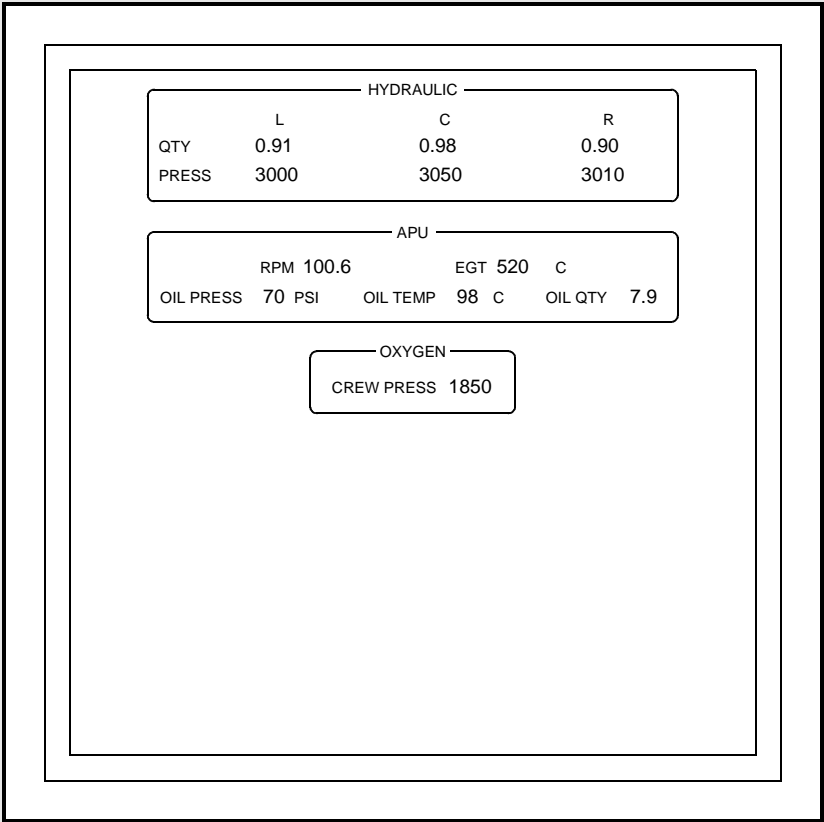 HYDRAULIC
L C R
QTY 0.91 0.98 0.90
PRESS 3000 3050 3010
APU
RPM 100.6 EGT 520 C
OIL PRESS 70 PSI OIL TEMP 98 C OIL QTY 7.9
OXYGEN
CREW PRESS 1850